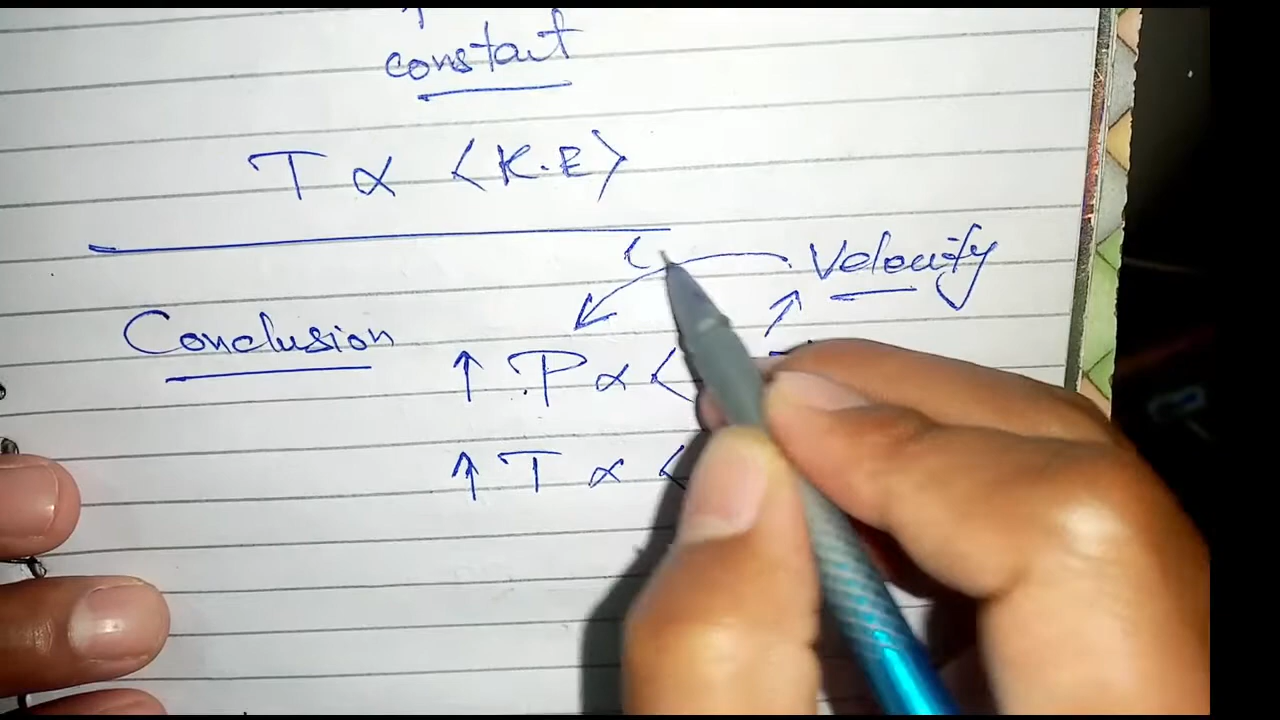 constant
T ∝ <K.E>
Velocity
Conclusion
↑ P ∝ <
↑ T ∝ <